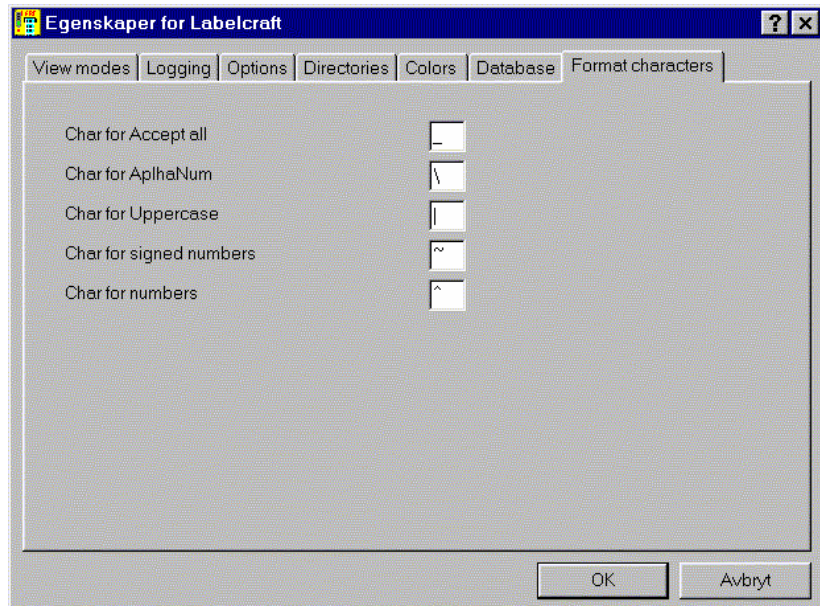 Egenskaper for Labelcraft
View modes Logging Options Directories Colors Database Format characters
Char for Accept all _
Char for AplhaNum \
Char for Uppercase |
Char for signed numbers ~
Char for numbers ^
OK Avbryt